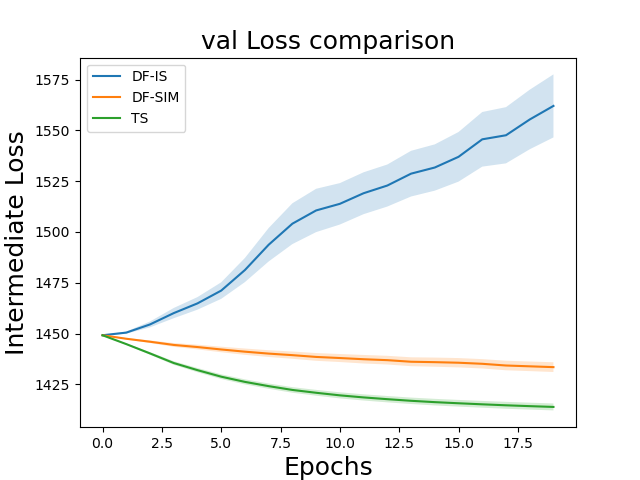 val Loss comparison
DF-IS
DF-SIM
TS
Intermediate Loss
1575
1550
1525
1500
1475
1450
1425
0.0 2.5 5.0 7.5 10.0 12.5 15.0 17.5
Epochs